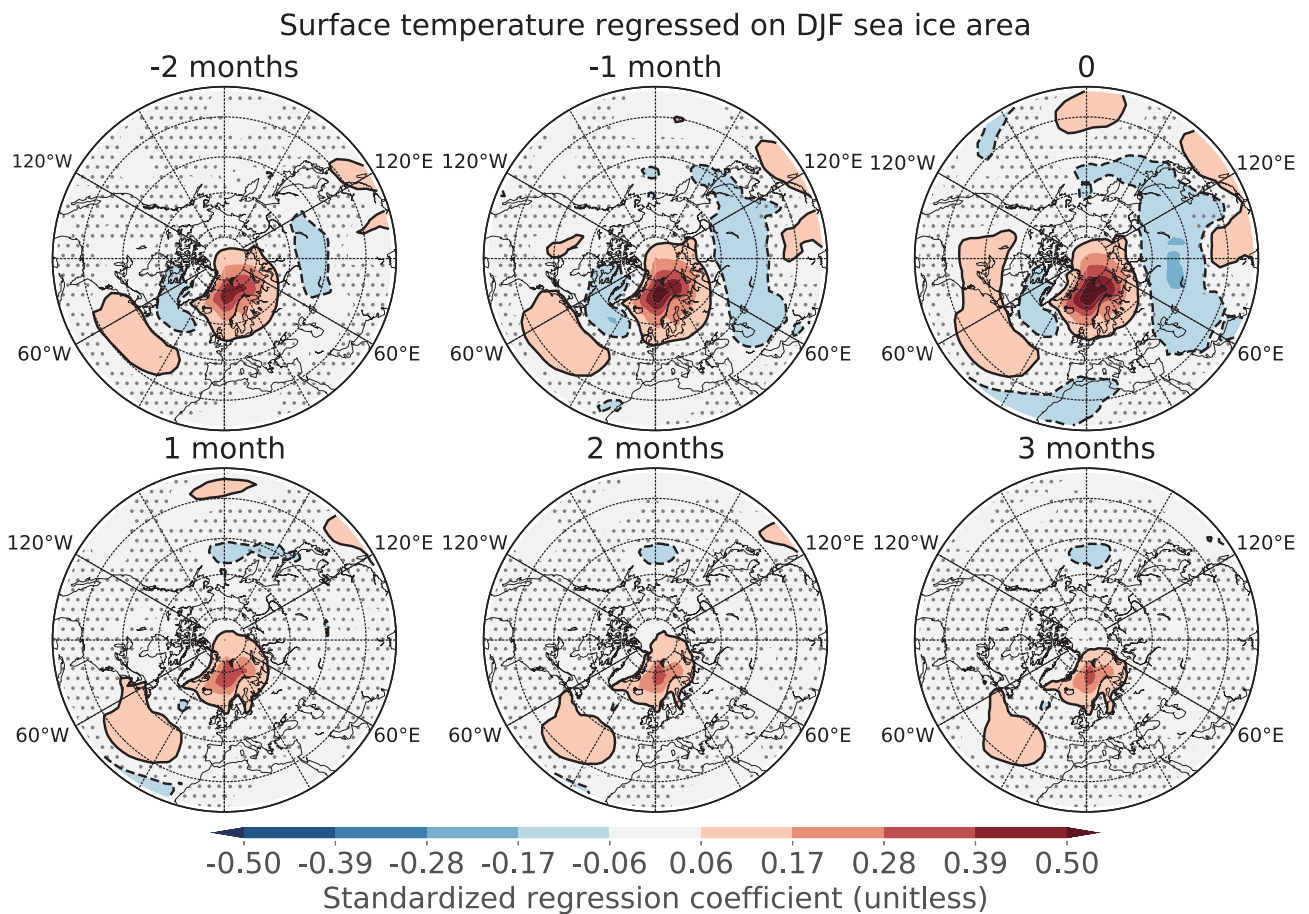 Surface temperature regressed on DJF sea ice area
-2 months
-1 month
0
120°W
120°E
120°W
120°E
120°W
120°E
60°W
60°E
60°W
60°E
60°W
60°E
1 month
2 months
3 months
120°W
120°E
120°W
120°E
120°W
120°E
60°W
60°E
60°W
60°E
60°W
60°E
-0.50 -0.39 -0.28 -0.17 -0.06 0.06 0.17 0.28 0.39 0.50
Standardized regression coefficient (unitless)